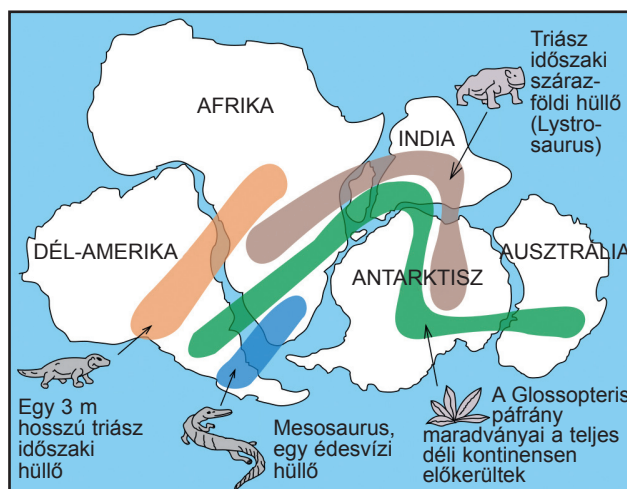 AFRIKA
INDIA
DÉL-AMERIKA
ANTARKTISZ
AUSZTRÁLIA
Triász
időszaki
száraz-
földi hüllő
(Lystro-
saurus)
Egy 3 m
hosszú triász
időszaki
hüllő
Mesosaurus,
egy édesvízi
hüllő
A Glossopteris
páfrány
maradványai a teljes
déli kontinensen
előkerültek